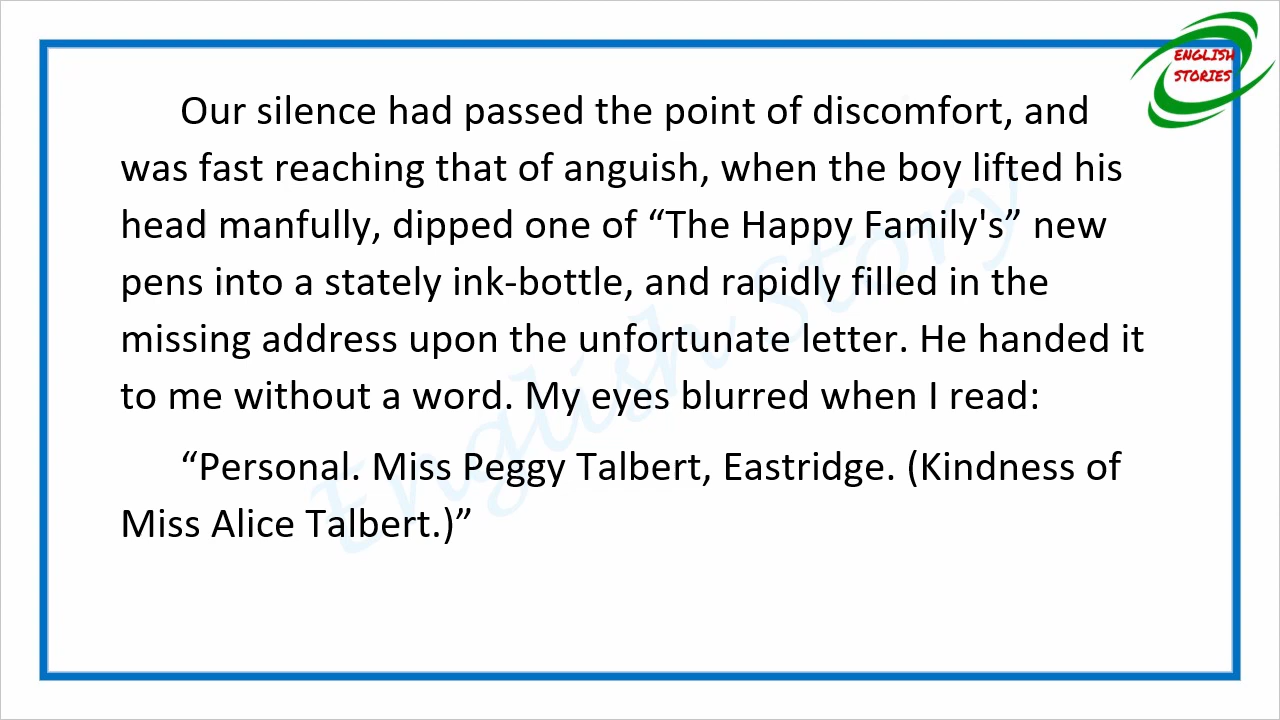 ENGLISH
STORIES
Our silence had passed the point of discomfort, and
was fast reaching that of anguish, when the boy lifted his
head manfully, dipped one of “The Happy Family's” new
pens into a stately ink-bottle, and rapidly filled in the
missing address upon the unfortunate letter. He handed it
to me without a word. My eyes blurred when I read:
“Personal. Miss Peggy Talbert, Eastridge. (Kindness of
Miss Alice Talbert.)”
English Story